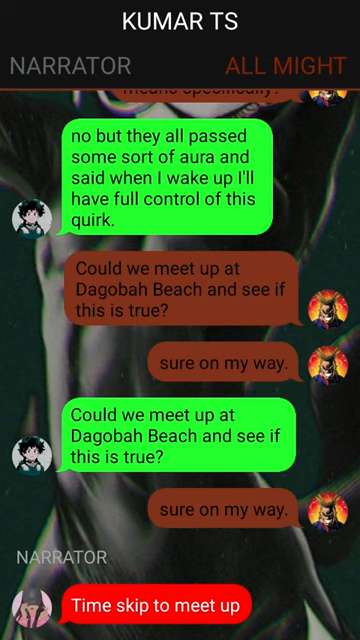 KUMAR TS
NARRATOR
ALL MIGHT
means specifically?
no but they all passed
some sort of aura and
said when I wake up I'll
have full control of this
quirk.
Could we meet up at
Dagobah Beach and see if
this is true?
sure on my way.
Could we meet up at
Dagobah Beach and see if
this is true?
sure on my way.
NARRATOR
Time skip to meet up